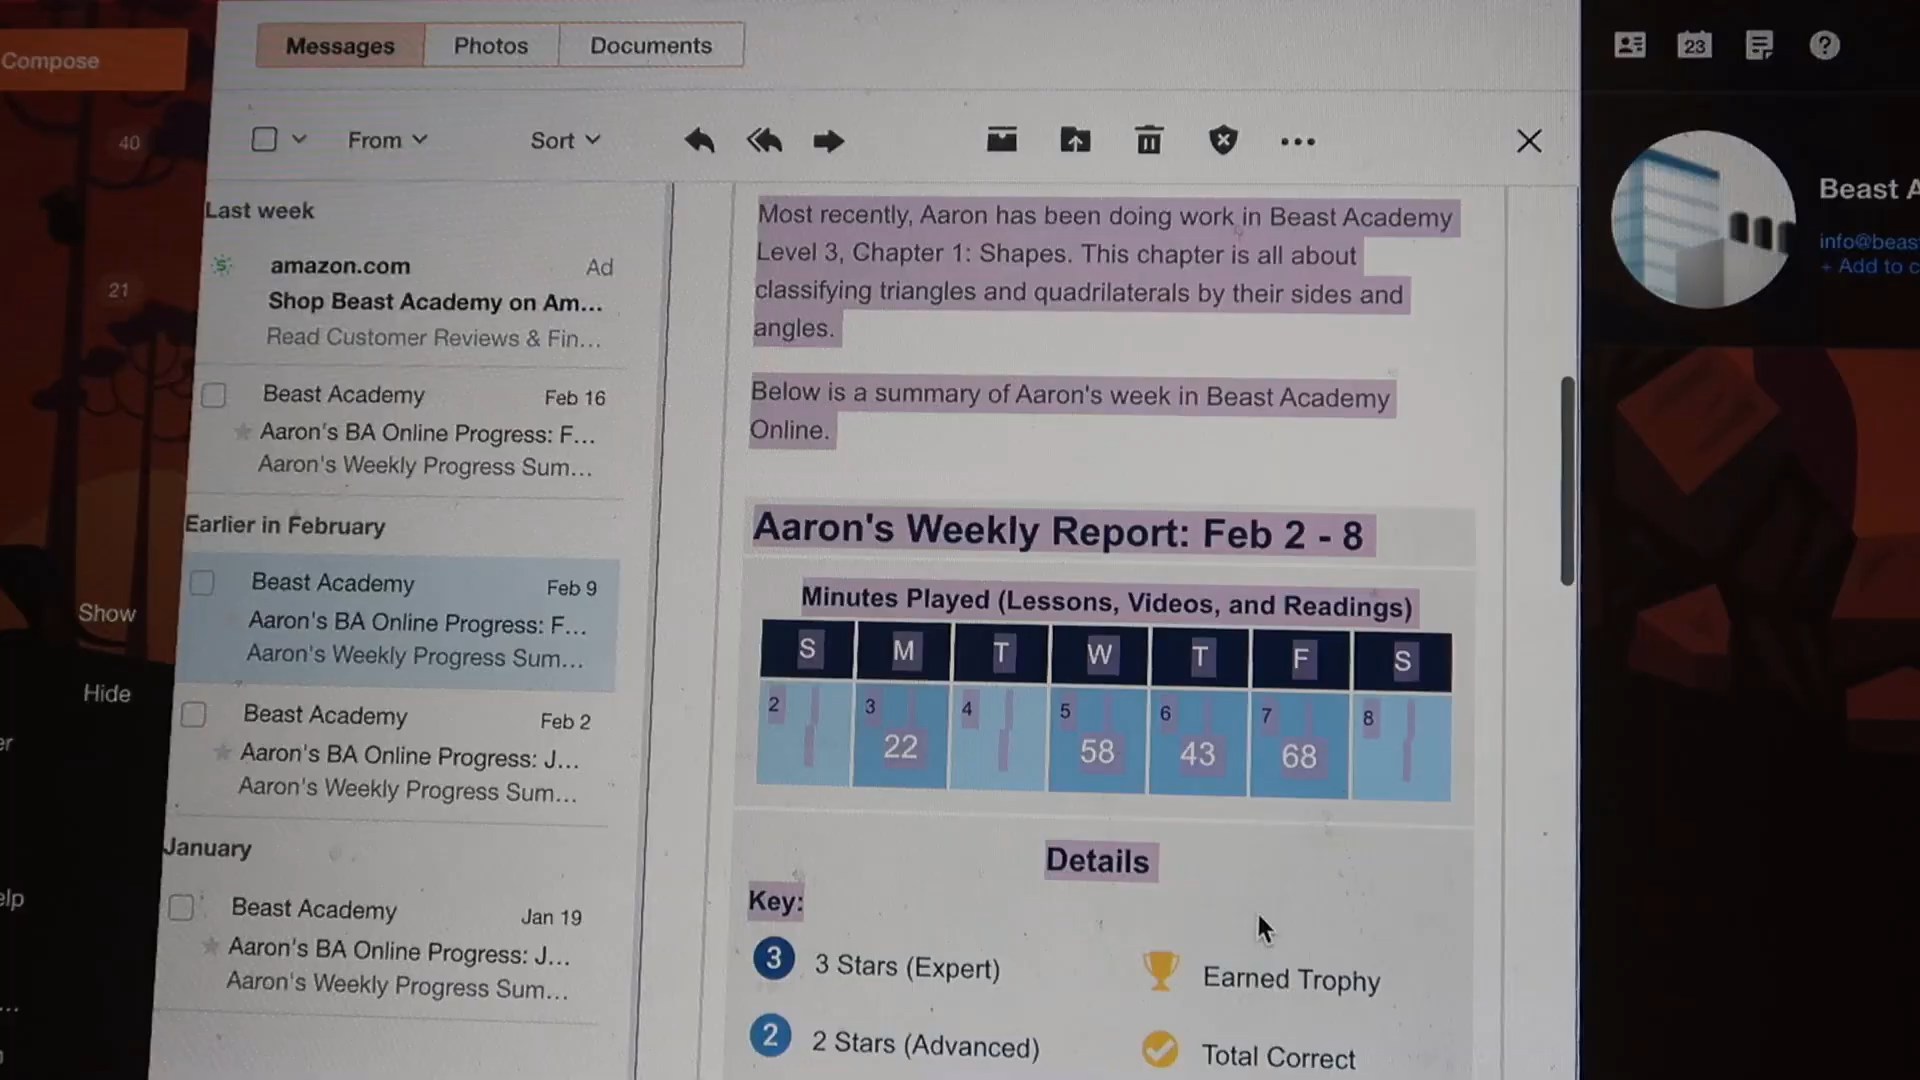 Compose
40
21
Show
Hide
Messages
Photos
Documents
From
Sort
23
Last week
amazon.com
Ad
Shop Beast Academy on Am...
Read Customer Reviews & Fin...
Beast Academy
Feb 16
Aaron's BA Online Progress: F...
Aaron's Weekly Progress Sum...
Earlier in February
Beast Academy
Feb 9
Aaron's BA Online Progress: F...
Aaron's Weekly Progress Sum...
Beast Academy
Feb 2
Aaron's BA Online Progress: J...
Aaron's Weekly Progress Sum...
January
Beast Academy
Jan 19
Aaron's BA Online Progress: J...
Aaron's Weekly Progress Sum...
Most recently, Aaron has been doing work in Beast Academy
Level 3, Chapter 1: Shapes. This chapter is all about
classifying triangles and quadrilaterals by their sides and
angles.
Below is a summary of Aaron's week in Beast Academy
Online.
Aaron's Weekly Report: Feb 2 - 8
Minutes Played (Lessons, Videos, and Readings)
S M T W T F S
2 3 4 5 6 7 8
22 58 43 68
Details
Key:
3 3 Stars (Expert)
Earned Trophy
2 2 Stars (Advanced)
Total Correct
Beast A
info@beas
+ Add to c